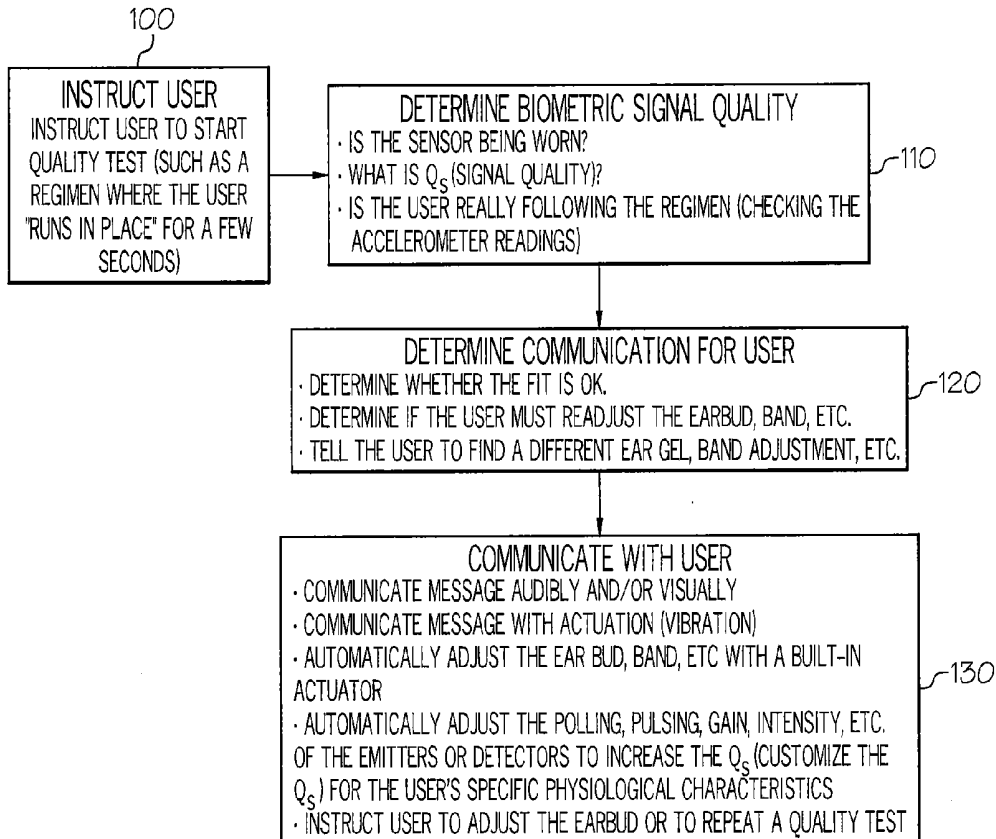 100
INSTRUCT USER
INSTRUCT USER TO START
QUALITY TEST (SUCH AS A
REGIMEN WHERE THE USER
"RUNS IN PLACE" FOR A FEW
SECONDS)
DETERMINE BIOMETRIC SIGNAL QUALITY
· IS THE SENSOR BEING WORN?
· WHAT IS QS (SIGNAL QUALITY)?
· IS THE USER REALLY FOLLOWING THE REGIMEN (CHECKING THE
ACCELEROMETER READINGS)
110
DETERMINE COMMUNICATION FOR USER
· DETERMINE WHETHER THE FIT IS OK.
· DETERMINE IF THE USER MUST READJUST THE EARBUD, BAND, ETC.
· TELL THE USER TO FIND A DIFFERENT EAR GEL, BAND ADJUSTMENT, ETC.
120
COMMUNICATE WITH USER
· COMMUNICATE MESSAGE AUDIBLY AND/OR VISUALLY
· COMMUNICATE MESSAGE WITH ACTUATION (VIBRATION)
· AUTOMATICALLY ADJUST THE EAR BUD, BAND, ETC WITH A BUILT-IN
ACTUATOR
· AUTOMATICALLY ADJUST THE POLLING, PULSING, GAIN, INTENSITY, ETC.
OF THE EMITTERS OR DETECTORS TO INCREASE THE QS (CUSTOMIZE THE
QS) FOR THE USER'S SPECIFIC PHYSIOLOGICAL CHARACTERISTICS
· INSTRUCT USER TO ADJUST THE EARBUD OR TO REPEAT A QUALITY TEST
130